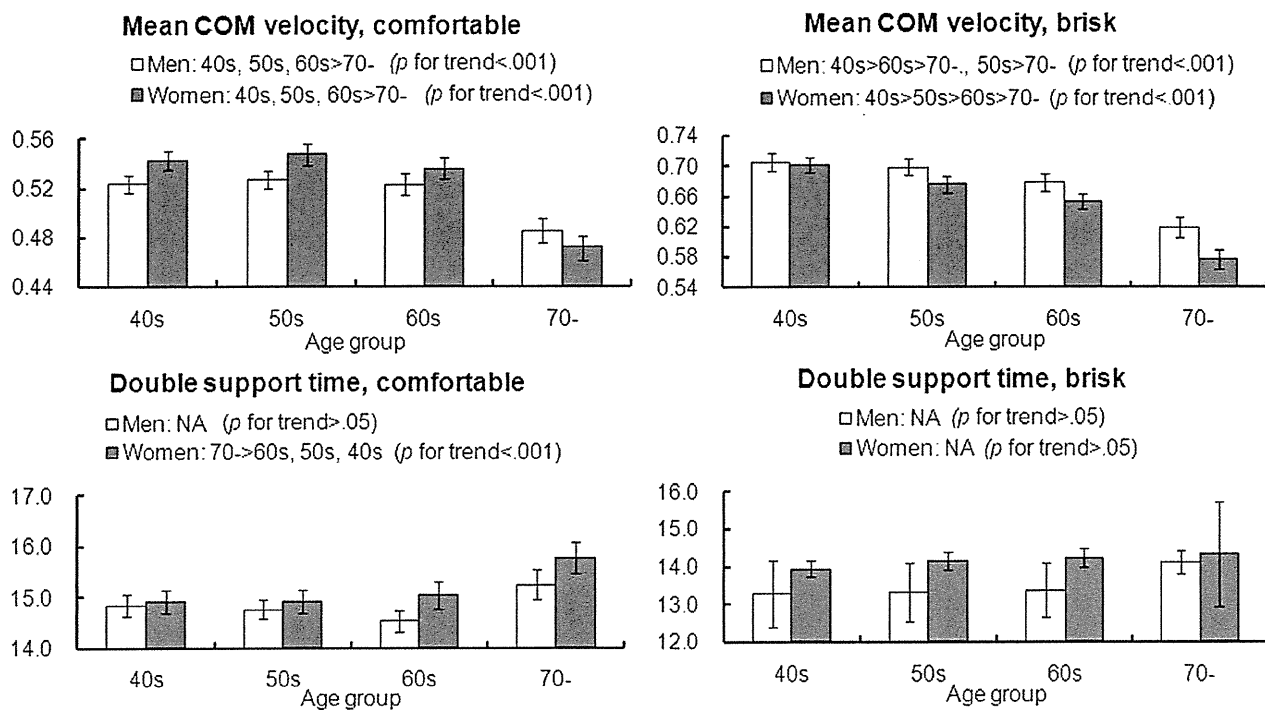 Mean COM velocity, comfortable
Men: 40s, 50s, 60s>70- (p for trend<.001)
Women: 40s, 50s, 60s>70- (p for trend<.001)
0.56
0.52
0.48
0.44
40s 50s 60s 70-
Age group
Mean COM velocity, brisk
Men: 40s>60s>70-., 50s>70- (p for trend<.001)
Women: 40s>50s>60s>70- (p for trend<.001)
0.74
0.70
0.66
0.62
0.58
0.54
40s 50s 60s 70-
Age group
Double support time, comfortable
Men: NA (p for trend>.05)
Women: 70->60s, 50s, 40s (p for trend<.001)
17.0
16.0
15.0
14.0
40s 50s 60s 70-
Age group
Double support time, brisk
Men: NA (p for trend>.05)
Women: NA (p for trend>.05)
16.0
15.0
14.0
13.0
12.0
40s 50s 60s 70-
Age group